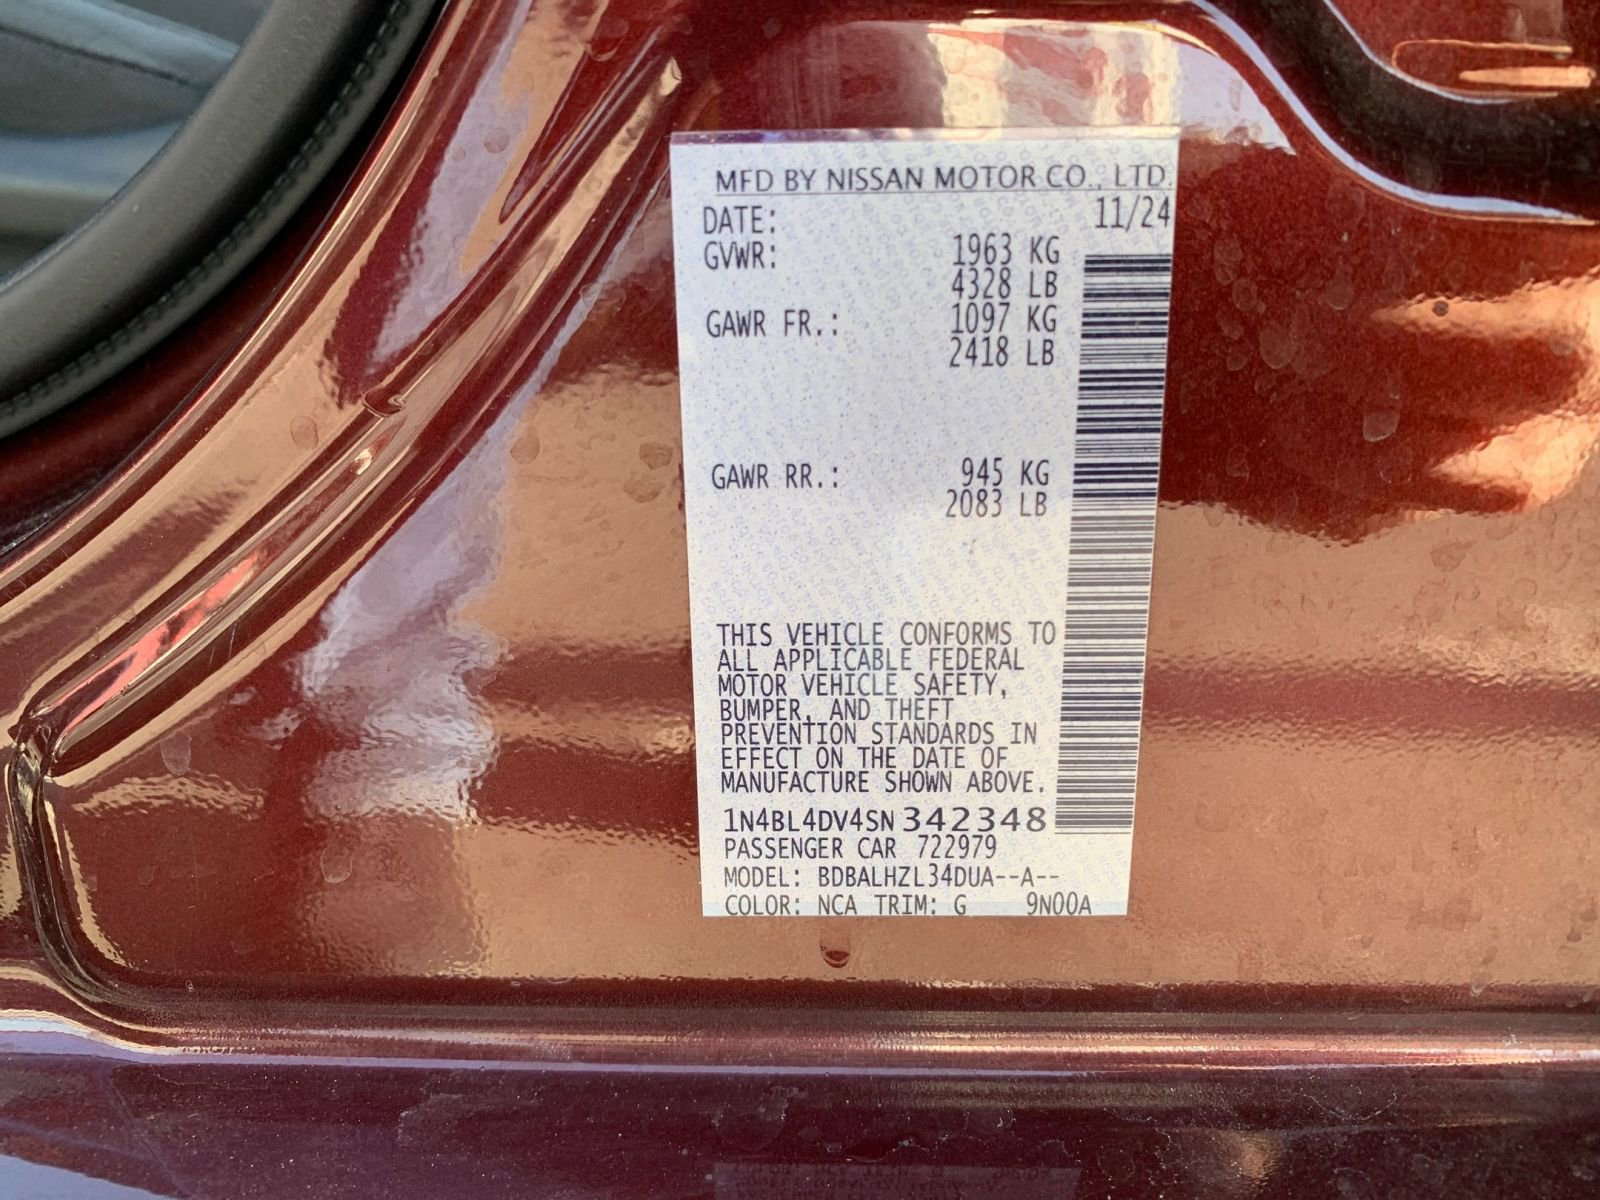 MFD BY NISSAN MOTOR CO., LTD.
DATE: 11/24
GVWR: 1963 KG
4328 LB
GAWR FR.: 1097 KG
2418 LB
GAWR RR.: 945 KG
2083 LB
THIS VEHICLE CONFORMS TO
ALL APPLICABLE FEDERAL
MOTOR VEHICLE SAFETY,
BUMPER, AND THEFT
PREVENTION STANDARDS IN
EFFECT ON THE DATE OF
MANUFACTURE SHOWN ABOVE.
1N4BL4DV4SN342348
PASSENGER CAR 722979
MODEL: BDBALHZL34DUA--A--
COLOR: NCA TRIM: G 9N00A